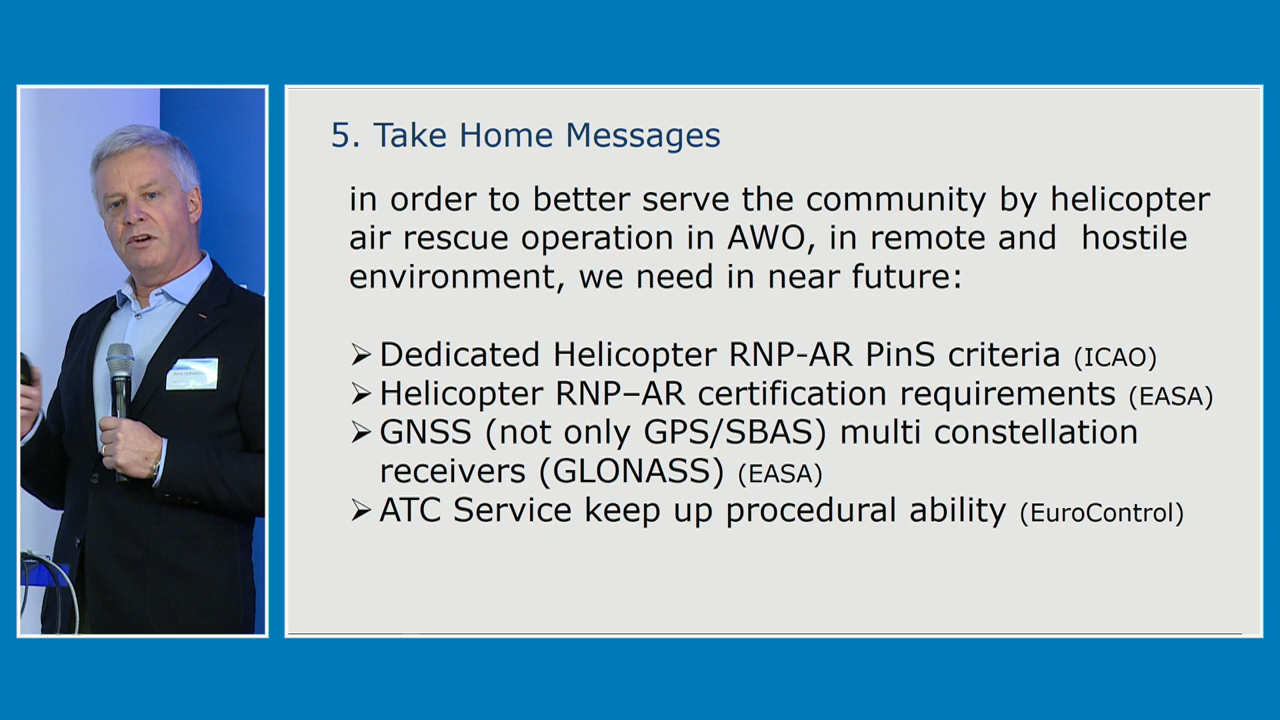 5. Take Home Messages
in order to better serve the community by helicopter
air rescue operation in AWO, in remote and hostile
environment, we need in near future:
➢ Dedicated Helicopter RNP-AR PinS criteria (ICAO)
➢ Helicopter RNP–AR certification requirements (EASA)
➢ GNSS (not only GPS/SBAS) multi constellation
receivers (GLONASS) (EASA)
➢ ATC Service keep up procedural ability (EuroControl)